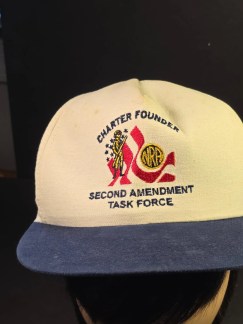 CHARTER FOUNDER
NRA
SECOND AMENDMENT
TASK FORCE